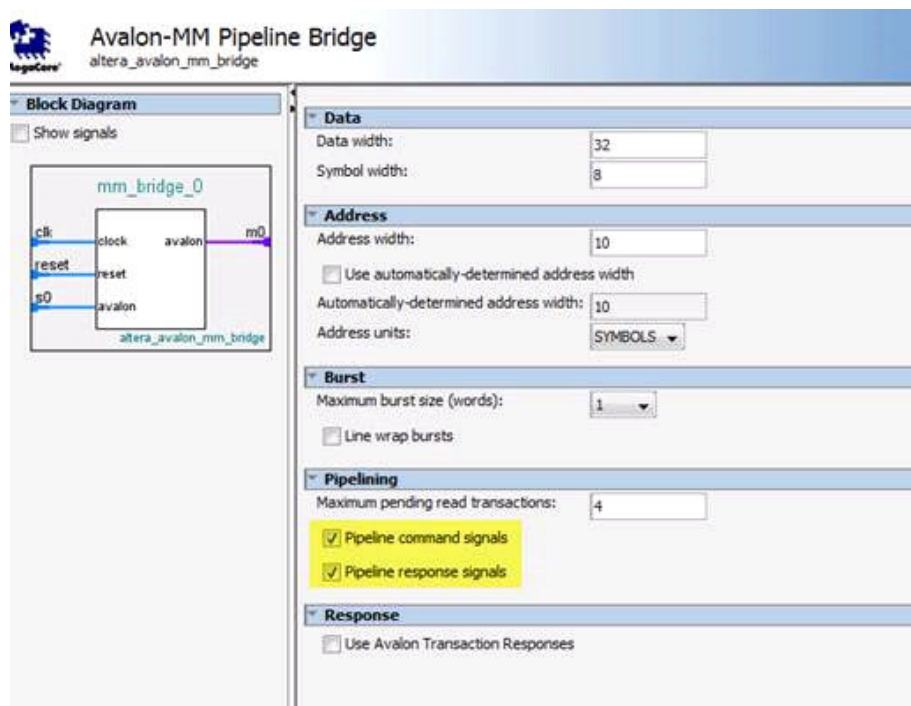 Avalon-MM Pipeline Bridge
altera_avalon_mm_bridge
MegaCore'
Block Diagram
Show signals
mm_bridge_0
clk
clock
avalon
m0
reset
reset
s0
avalon
altera_avalon_mm_bridge
Data
Data width: 32
Symbol width: 8
Address
Address width: 10
Use automatically-determined address width
Automatically-determined address width: 10
Address units: SYMBOLS
Burst
Maximum burst size (words): 1
Line wrap bursts
Pipelining
Maximum pending read transactions: 4
Pipeline command signals
Pipeline response signals
Response
Use Avalon Transaction Responses